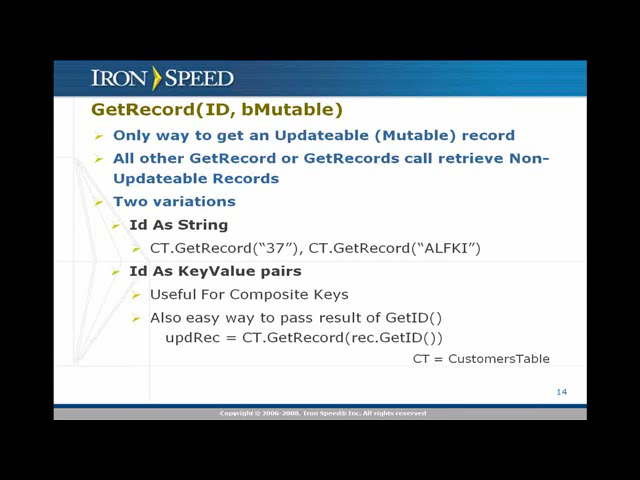 IRON SPEED
GetRecord(ID, bMutable)
Only way to get an Updateable (Mutable) record
All other GetRecord or GetRecords call retrieve Non-
Updateable Records
Two variations
Id As String
CT.GetRecord(“37”), CT.GetRecord(“ALFKI”)
Id As KeyValue pairs
Useful For Composite Keys
Also easy way to pass result of GetID()
updRec = CT.GetRecord(rec.GetID())
CT = CustomersTable
14
Copyright © 2006-2008. Iron Speed® Inc. All rights reserved